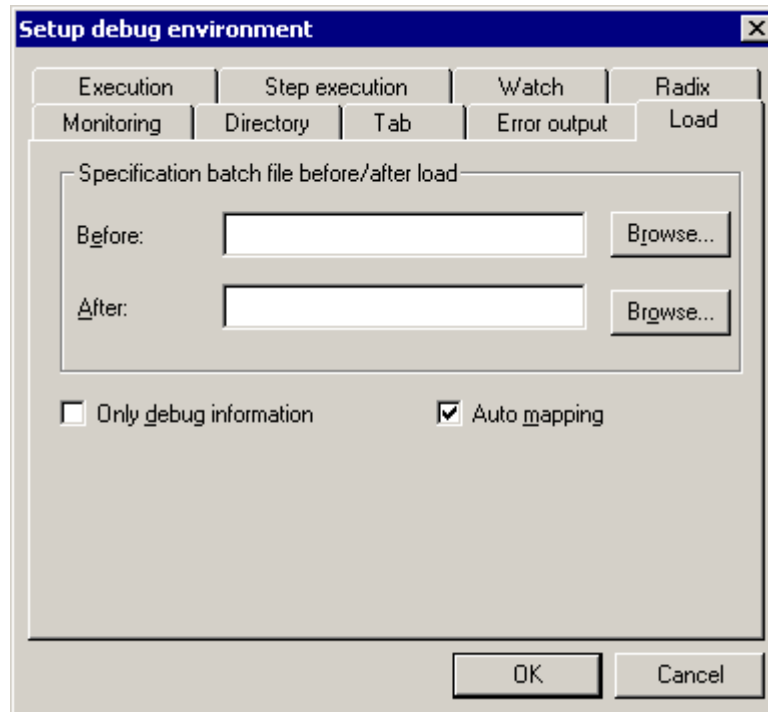 Setup debug environment
Execution Step execution Watch Radix
Monitoring Directory Tab Error output Load
Specification batch file before/after load
Before: Browse...
After: Browse...
Only debug information Auto mapping
OK Cancel